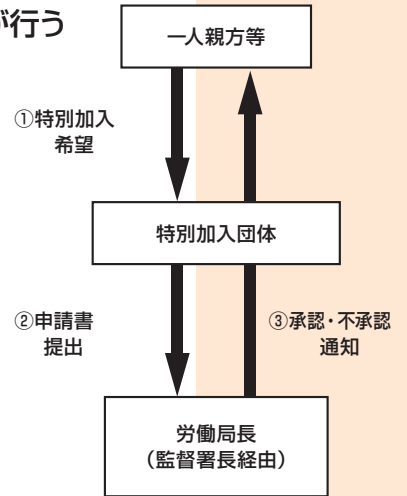 が行う
一人親方等
①特別加入
希望
特別加入団体
②申請書
提出
③承認・不承認
通知
労働局長
（監督署長経由）